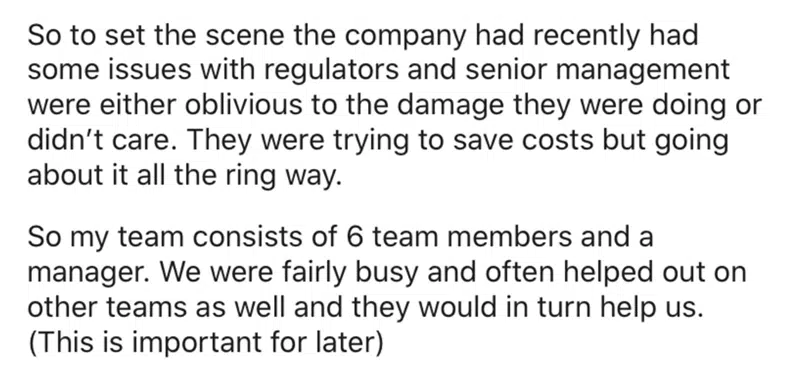 So to set the scene the company had recently had
some issues with regulators and senior management
were either oblivious to the damage they were doing or
didn’t care. They were trying to save costs but going
about it all the ring way.
So my team consists of 6 team members and a
manager. We were fairly busy and often helped out on
other teams as well and they would in turn help us.
(This is important for later)